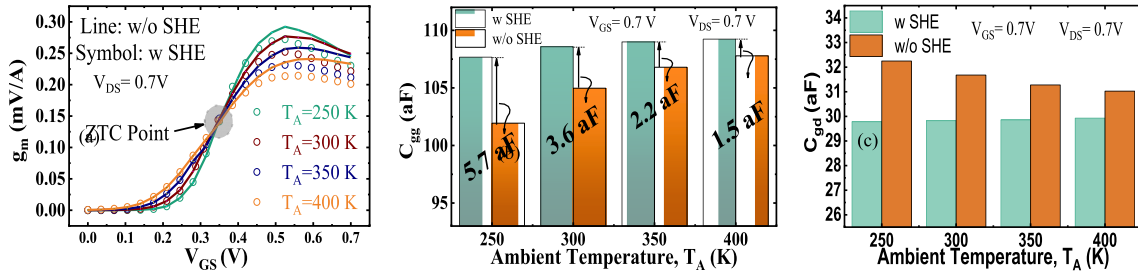 Line: w/o SHE
Symbol: w SHE
V_DS= 0.7V
ZTC Point
(a)
T_A=250 K
T_A=300 K
T_A=350 K
T_A=400 K
g_m (mV/A)
0.30
0.25
0.20
0.15
0.10
0.05
0.00
0.0 0.1 0.2 0.3 0.4 0.5 0.6 0.7
V_GS (V)
w SHE
w/o SHE
V_GS= 0.7 V V_DS= 0.7 V
5.7 aF
3.6 aF
2.2 aF
1.5 aF
C_gg (aF)
110
105
100
95
250 300 350 400
Ambient Temperature, T_A (K)
w SHE
w/o SHE
V_GS= 0.7V V_DS= 0.7V
(c)
C_gd (aF)
34
33
32
31
30
29
28
27
26
250 300 350 400
Ambient Temperature, T_A (K)